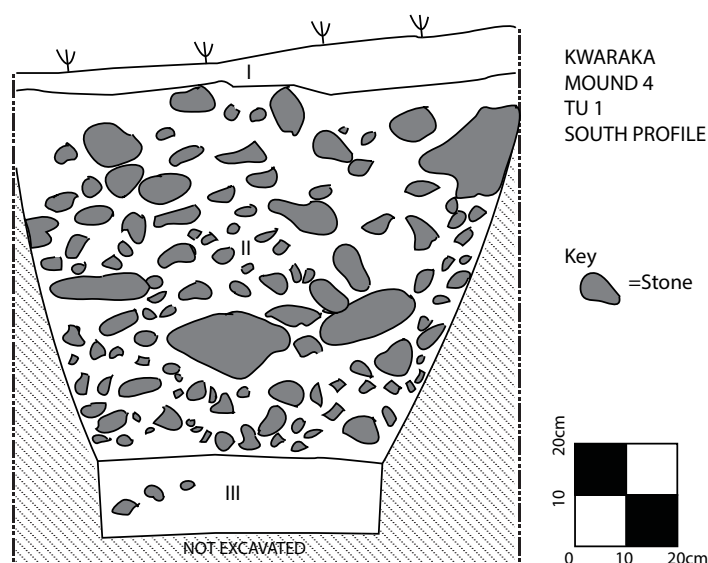 KWARAKA
MOUND 4
TU 1
SOUTH PROFILE
I
II
III
NOT EXCAVATED
Key
=Stone
20cm
10
0 10 20cm